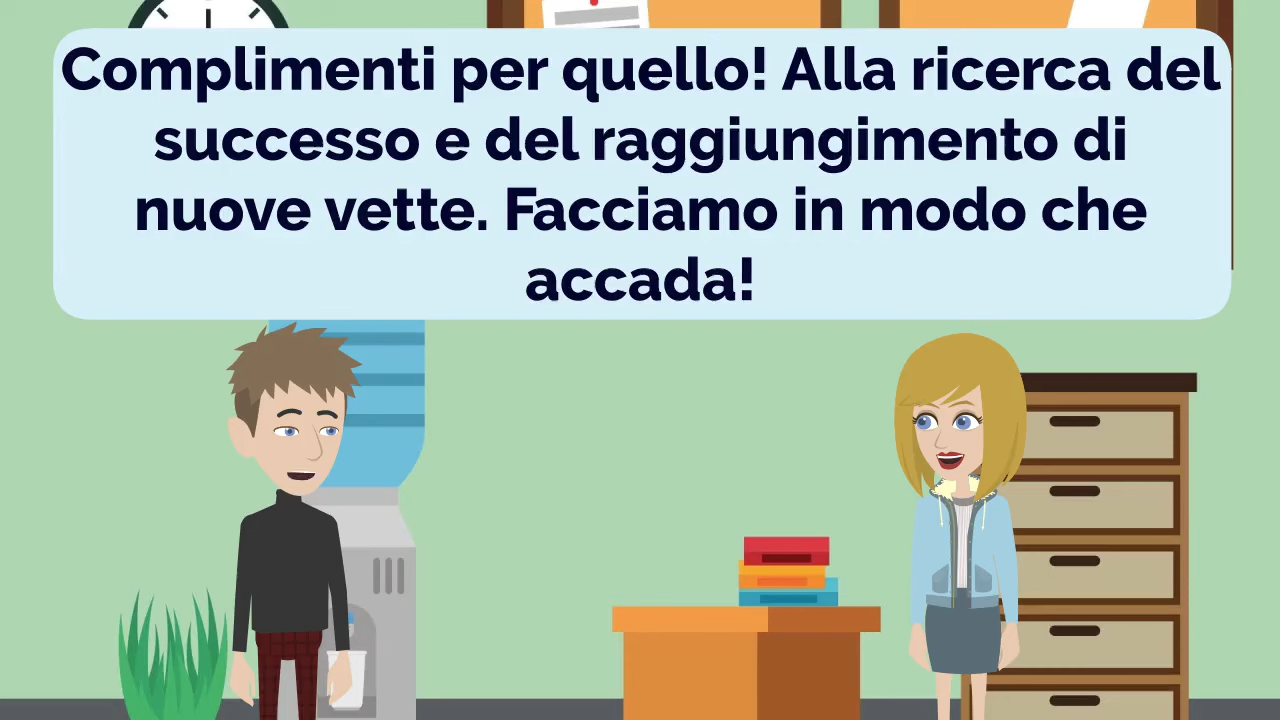 Complimenti per quello! Alla ricerca del
successo e del raggiungimento di
nuove vette. Facciamo in modo che
accada!